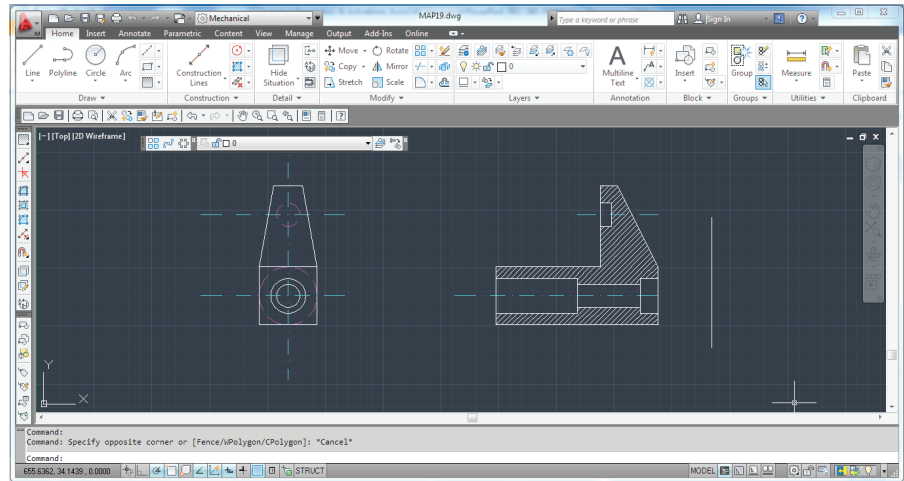 Mechanical
MAP19.dwg
Type a keyword or phrase
Sign In
M
Home Insert Annotate Parametric Content View Manage Output Add-Ins Online
Line Polyline Circle Arc
Construction Lines
Hide Situation
Move Rotate
Copy Mirror
Stretch Scale
0
Multiline Text
Insert
Group
Measure
Paste
Draw Construction Detail Modify Layers Annotation Block Groups Utilities Clipboard
[−][Top][2D Wireframe]
0
Y
X
Command:
Command: Specify opposite corner or [Fence/WPolygon/CPolygon]: *Cancel*
Command:
655.6362, 34.1439, 0.0000 STRUCT MODEL